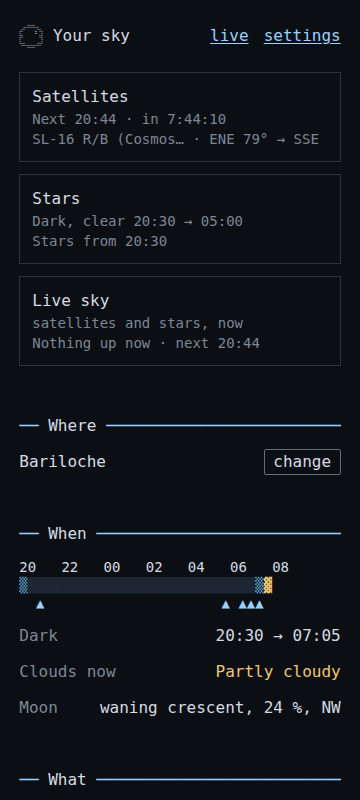 Your sky live settings
Satellites
Next 20:44 · in 7:44:10
SL-16 R/B (Cosmos… · ENE 79° → SSE
Stars
Dark, clear 20:30 → 05:00
Stars from 20:30
Live sky
satellites and stars, now
Nothing up now · next 20:44
Where
Bariloche change
When
20 22 00 02 04 06 08
Dark 20:30 → 07:05
Clouds now Partly cloudy
Moon waning crescent, 24 %, NW
What